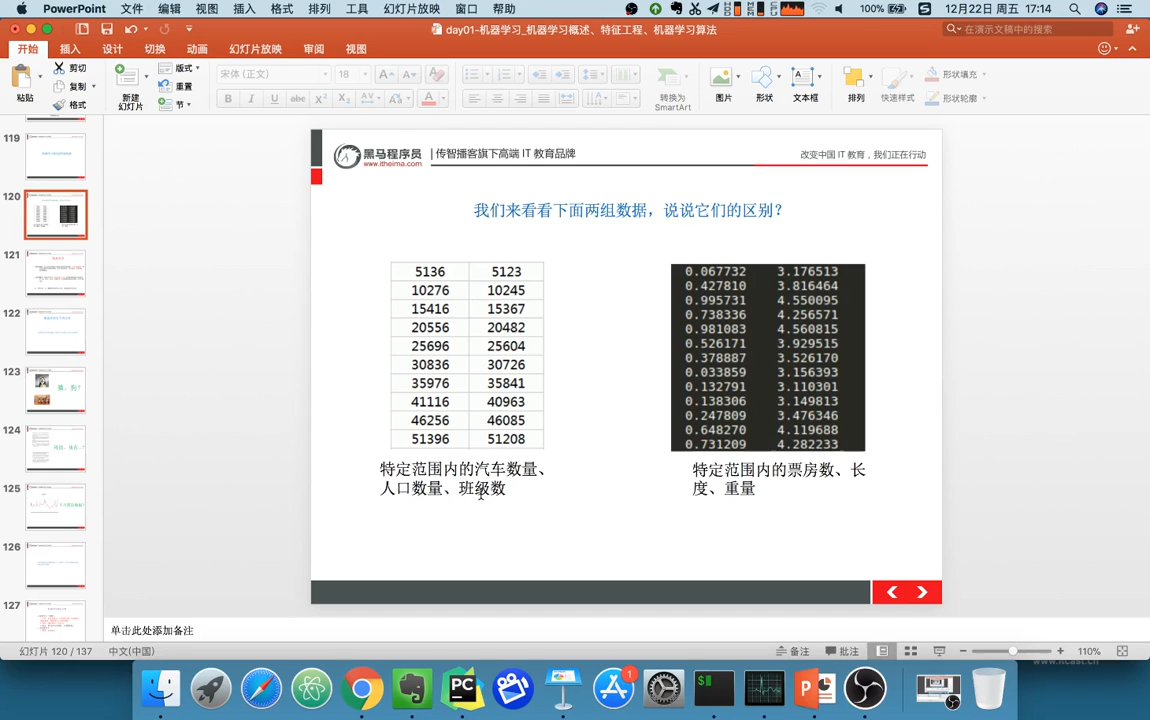 PowerPoint 文件 编辑 视图 插入 格式 排列 工具 幻灯片放映 窗口 帮助 100% 12月22日 周五 17:14
day01-机器学习_机器学习概述、特征工程、机器学习算法
在演示文稿中的搜索
开始 插入 设计 切换 动画 幻灯片放映 审阅 视图
粘贴 剪切 复制 格式
新建幻灯片 版式 重置 节
宋体 (正文) 18
B I U abc X² X₂ AV A
转换为 SmartArt
图片 形状 文本框 排列 快速样式 形状填充 形状轮廓
119
120
121
122
123
猫、狗?
124
125
126
127
黑马程序员
www.itheima.com
传智播客旗下高端 IT 教育品牌
改变中国 IT 教育，我们正在行动
我们来看看下面两组数据，说说它们的区别?
5136 5123
10276 10245
15416 15367
20556 20482
25696 25604
30836 30726
35976 35841
41116 40963
46256 46085
51396 51208
特定范围内的汽车数量、
人口数量、班级数
0.067732 3.176513
0.427810 3.816464
0.995731 4.550095
0.738336 4.256571
0.981083 4.560815
0.526171 3.929515
0.378887 3.526170
0.033859 3.156393
0.132791 3.110301
0.138306 3.149813
0.247809 3.476346
0.648270 4.119688
0.731209 4.282233
特定范围内的票房数、长
度、重量
单击此处添加备注
幻灯片 120 / 137 中文(中国) 备注 批注 110%
www.itcast.cn
PC
1
$
P